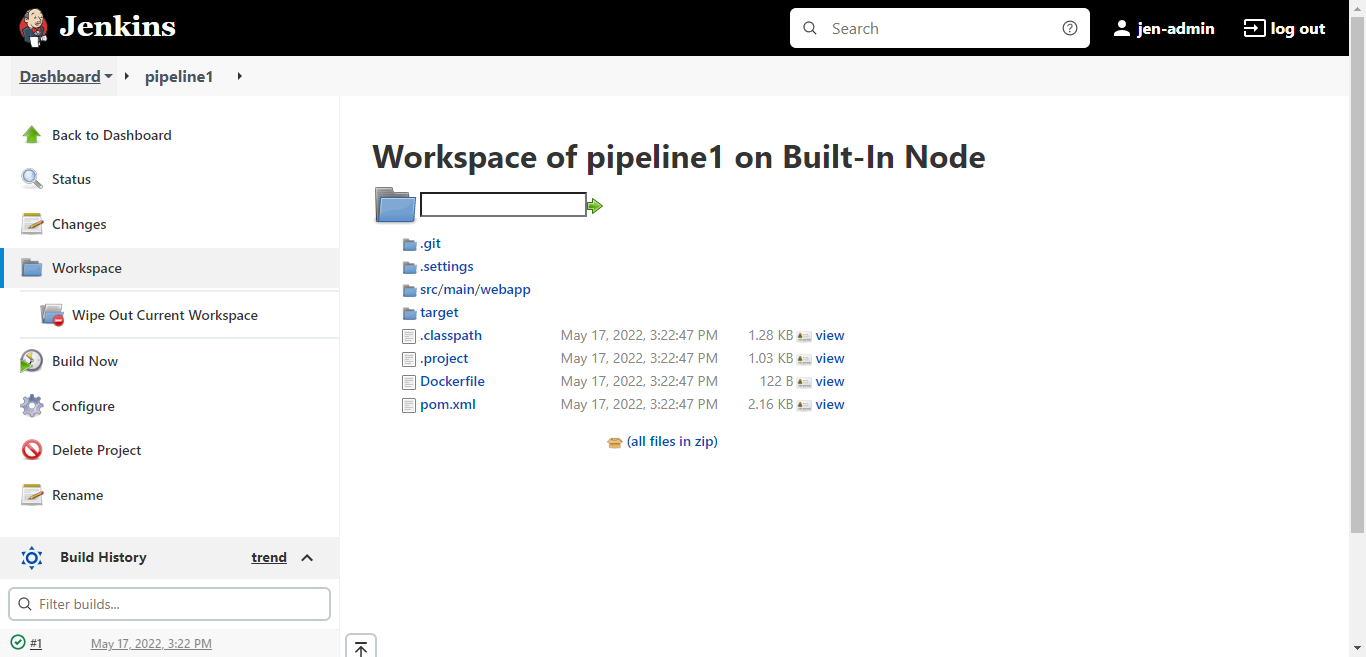 Jenkins
Search
jen-admin
log out
Dashboard
pipeline1
Back to Dashboard
Status
Changes
Workspace
Wipe Out Current Workspace
Build Now
Configure
Delete Project
Rename
Build History
trend
Filter builds...
#1 May 17, 2022, 3:22 PM
Workspace of pipeline1 on Built-In Node
.git
.settings
src/main/webapp
target
.classpath May 17, 2022, 3:22:47 PM 1.28 KB view
.project May 17, 2022, 3:22:47 PM 1.03 KB view
Dockerfile May 17, 2022, 3:22:47 PM 122 B view
pom.xml May 17, 2022, 3:22:47 PM 2.16 KB view
(all files in zip)